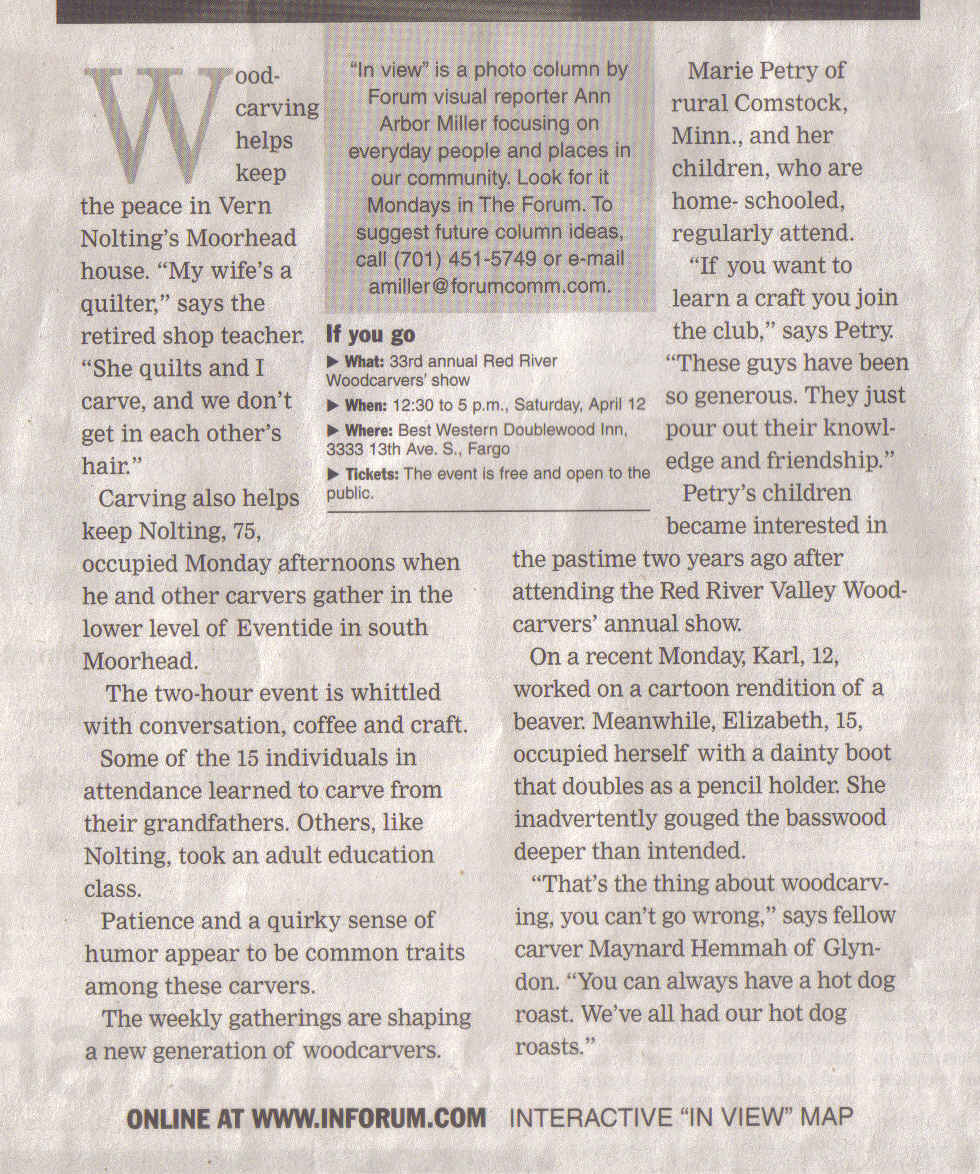 Wood-
carving
helps
keep
the peace in Vern
Nolting's Moorhead
house. “My wife's a
quilter,” says the
retired shop teacher.
“She quilts and I
carve, and we don't
get in each other's
hair.”
Carving also helps
keep Nolting, 75,
occupied Monday afternoons when
he and other carvers gather in the
lower level of Eventide in south
Moorhead.
The two-hour event is whittled
with conversation, coffee and craft.
Some of the 15 individuals in
attendance learned to carve from
their grandfathers. Others, like
Nolting, took an adult education
class.
Patience and a quirky sense of
humor appear to be common traits
among these carvers.
The weekly gatherings are shaping
a new generation of woodcarvers.
“In view” is a photo column by
Forum visual reporter Ann
Arbor Miller focusing on
everyday people and places in
our community. Look for it
Mondays in The Forum. To
suggest future column ideas,
call (701) 451-5749 or e-mail
amiller@forumcomm.com.
If you go
▶ What: 33rd annual Red River
Woodcarvers' show
▶ When: 12:30 to 5 p.m., Saturday, April 12
▶ Where: Best Western Doublewood Inn,
3333 13th Ave. S., Fargo
▶ Tickets: The event is free and open to the
public.
Marie Petry of
rural Comstock,
Minn., and her
children, who are
home- schooled,
regularly attend.
“If you want to
learn a craft you join
the club,” says Petry.
“These guys have been
so generous. They just
pour out their knowl-
edge and friendship.”
Petry's children
became interested in
the pastime two years ago after
attending the Red River Valley Wood-
carvers' annual show.
On a recent Monday, Karl, 12,
worked on a cartoon rendition of a
beaver. Meanwhile, Elizabeth, 15,
occupied herself with a dainty boot
that doubles as a pencil holder. She
inadvertently gouged the basswood
deeper than intended.
“That's the thing about woodcarv-
ing, you can't go wrong,” says fellow
carver Maynard Hemmah of Glyn-
don. “You can always have a hot dog
roast. We've all had our hot dog
roasts.”
ONLINE AT WWW.INFORUM.COM INTERACTIVE “IN VIEW” MAP